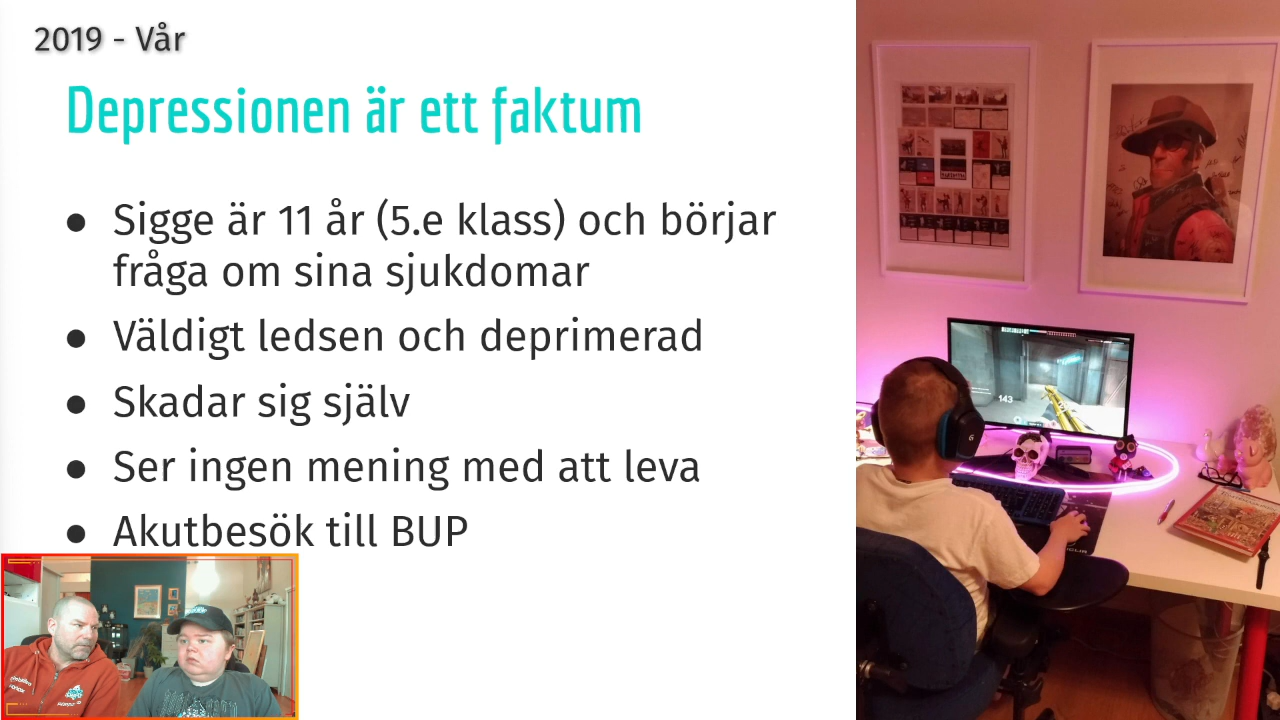 2019 - Vår
Depressionen är ett faktum
● Sigge är 11 år (5.e klass) och börjar
fråga om sina sjukdomar
● Väldigt ledsen och deprimerad
● Skadar sig själv
● Ser ingen mening med att leva
● Akutbesök till BUP
143